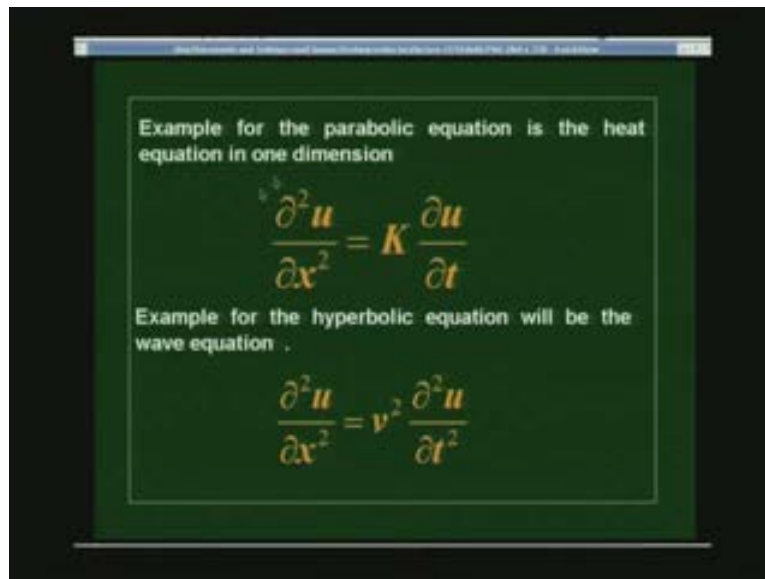 Example for the parabolic equation is the heat
equation in one dimension
∂²u/∂x² = K ∂u/∂t
Example for the hyperbolic equation will be the
wave equation .
∂²u/∂x² = v² ∂²u/∂t²